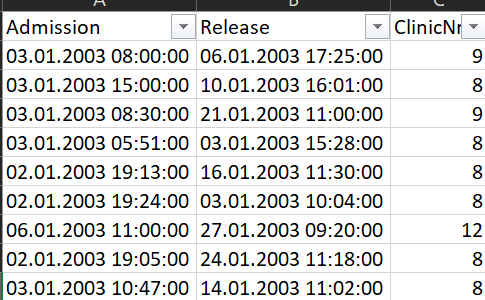 A B C
Admission Release ClinicNr
03.01.2003 08:00:00 06.01.2003 17:25:00 9
03.01.2003 15:00:00 10.01.2003 16:01:00 8
03.01.2003 08:30:00 21.01.2003 11:00:00 9
03.01.2003 05:51:00 03.01.2003 15:28:00 8
02.01.2003 19:13:00 16.01.2003 11:30:00 8
02.01.2003 19:24:00 03.01.2003 10:04:00 8
06.01.2003 11:00:00 27.01.2003 09:20:00 12
02.01.2003 19:05:00 24.01.2003 11:18:00 8
03.01.2003 10:47:00 14.01.2003 11:02:00 8